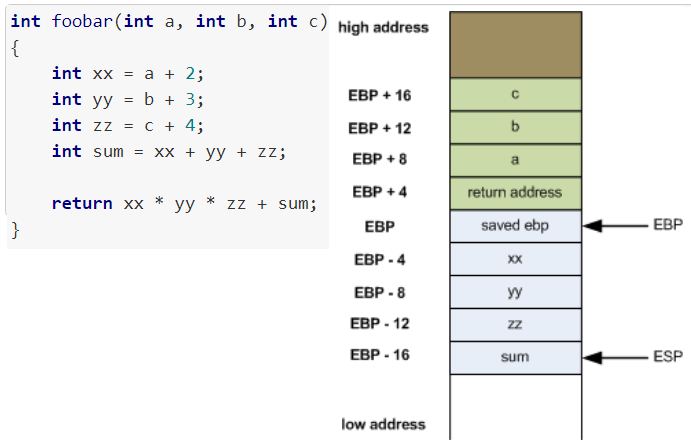 int foobar(int a, int b, int c)
{
    int xx = a + 2;
    int yy = b + 3;
    int zz = c + 4;
    int sum = xx + yy + zz;
    return xx * yy * zz + sum;
}
high address
EBP + 16 c
EBP + 12 b
EBP + 8 a
EBP + 4 return address
EBP saved ebp EBP
EBP - 4 xx
EBP - 8 yy
EBP - 12 zz
EBP - 16 sum ESP
low address